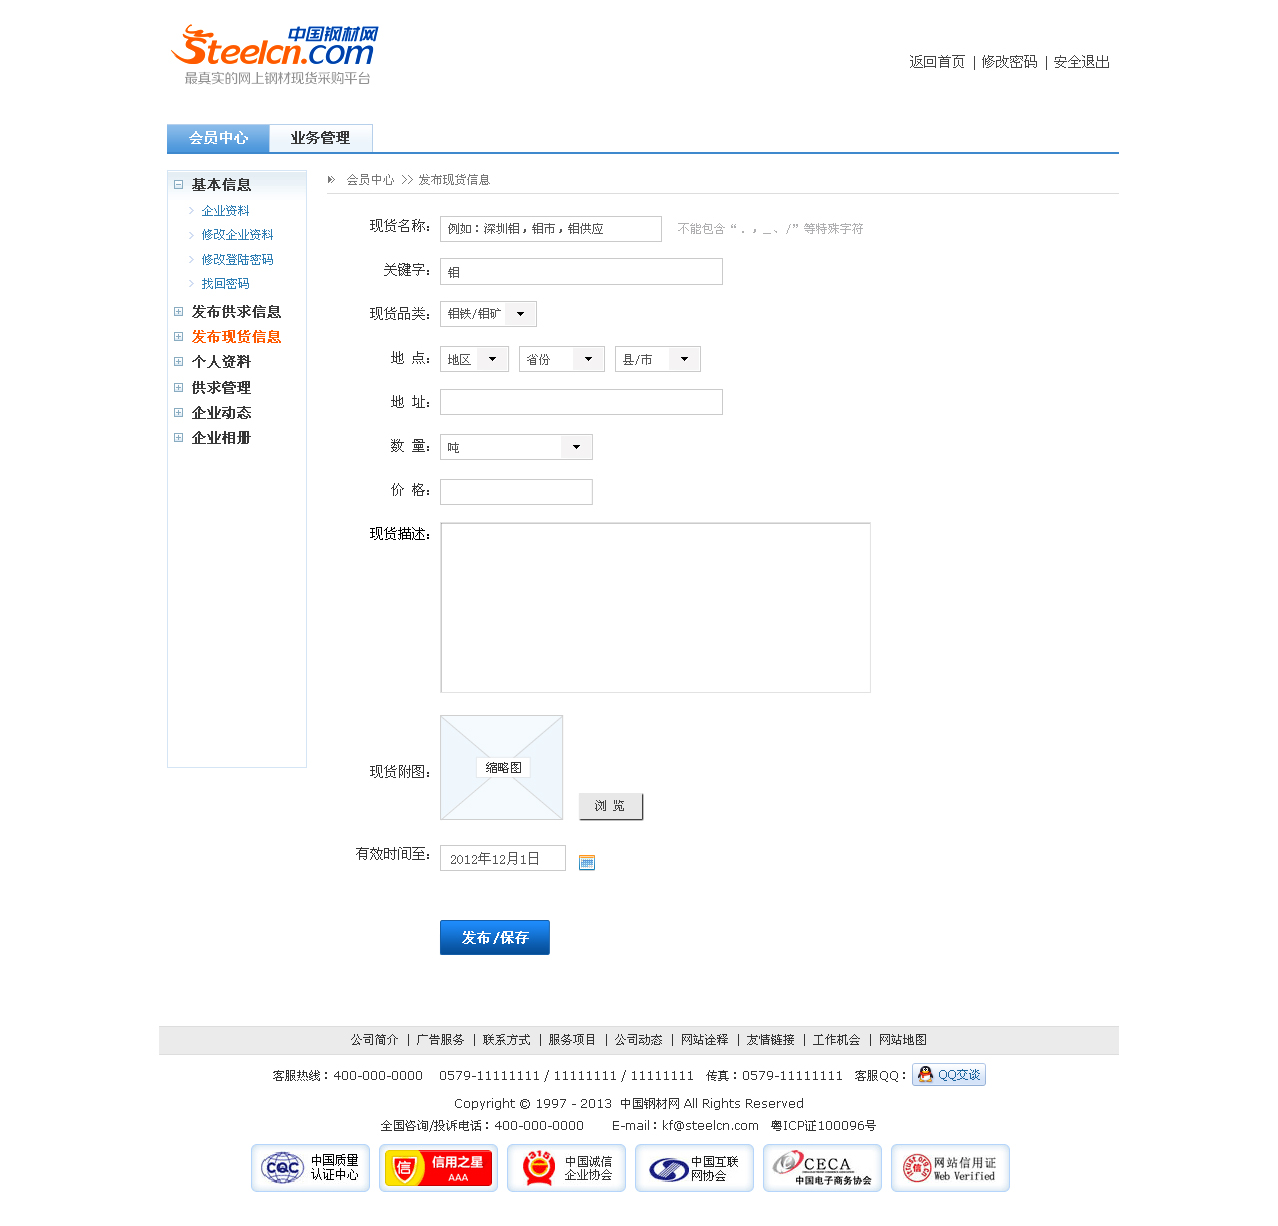 中国钢材网
Steelcn.com
最真实的网上钢材现货采购平台
返回首页 | 修改密码 | 安全退出
会员中心 业务管理
基本信息
企业资料
修改企业资料
修改登陆密码
找回密码
发布供求信息
发布现货信息
个人资料
供求管理
企业动态
企业相册
会员中心 >> 发布现货信息
现货名称： 例如：深圳钼，钼市，钼供应 不能包含“．，＿、/”等特殊字符
关键字： 钼
现货品类： 钼铁/钼矿
地 点： 地区 省份 县/市
地 址：
数 量： 吨
价 格：
现货描述：
现货附图： 缩略图 浏 览
有效时间至： 2012年12月1日
发布/保存
公司简介 | 广告服务 | 联系方式 | 服务项目 | 公司动态 | 网站诠释 | 友情链接 | 工作机会 | 网站地图
客服热线：400-000-0000 0579-11111111 / 11111111 / 11111111 传真：0579-11111111 客服QQ： QQ交谈
Copyright © 1997 - 2013 中国钢材网 All Rights Reserved
全国咨询/投诉电话：400-000-0000 E-mail：kf@steelcn.com 粤ICP证100096号
CQC 中国质量认证中心
信 信用之星 AAA
中国诚信企业协会
中国互联网协会
CECA 中国电子商务协会
信 网站信用证 Web Verified